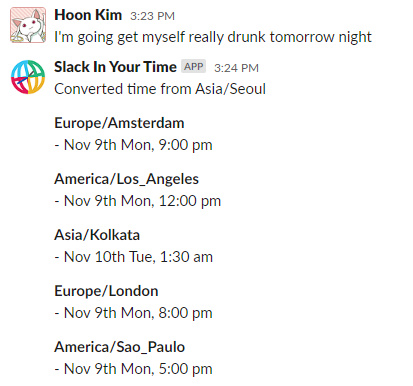 Hoon Kim 3:23 PM
I'm going get myself really drunk tomorrow night
Slack In Your Time APP 3:24 PM
Converted time from Asia/Seoul
Europe/Amsterdam
- Nov 9th Mon, 9:00 pm
America/Los_Angeles
- Nov 9th Mon, 12:00 pm
Asia/Kolkata
- Nov 10th Tue, 1:30 am
Europe/London
- Nov 9th Mon, 8:00 pm
America/Sao_Paulo
- Nov 9th Mon, 5:00 pm